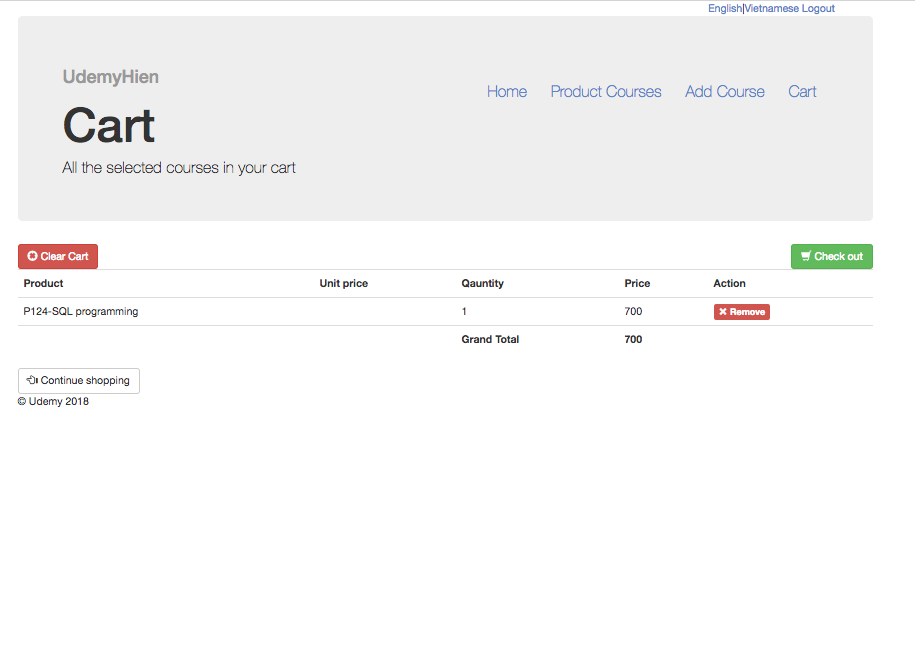 English|Vietnamese Logout
UdemyHien
Home Product Courses Add Course Cart
Cart
All the selected courses in your cart
Clear Cart Check out
Product Unit price Qauntity Price Action
P124-SQL programming 1 700 Remove
Grand Total 700
Continue shopping
© Udemy 2018